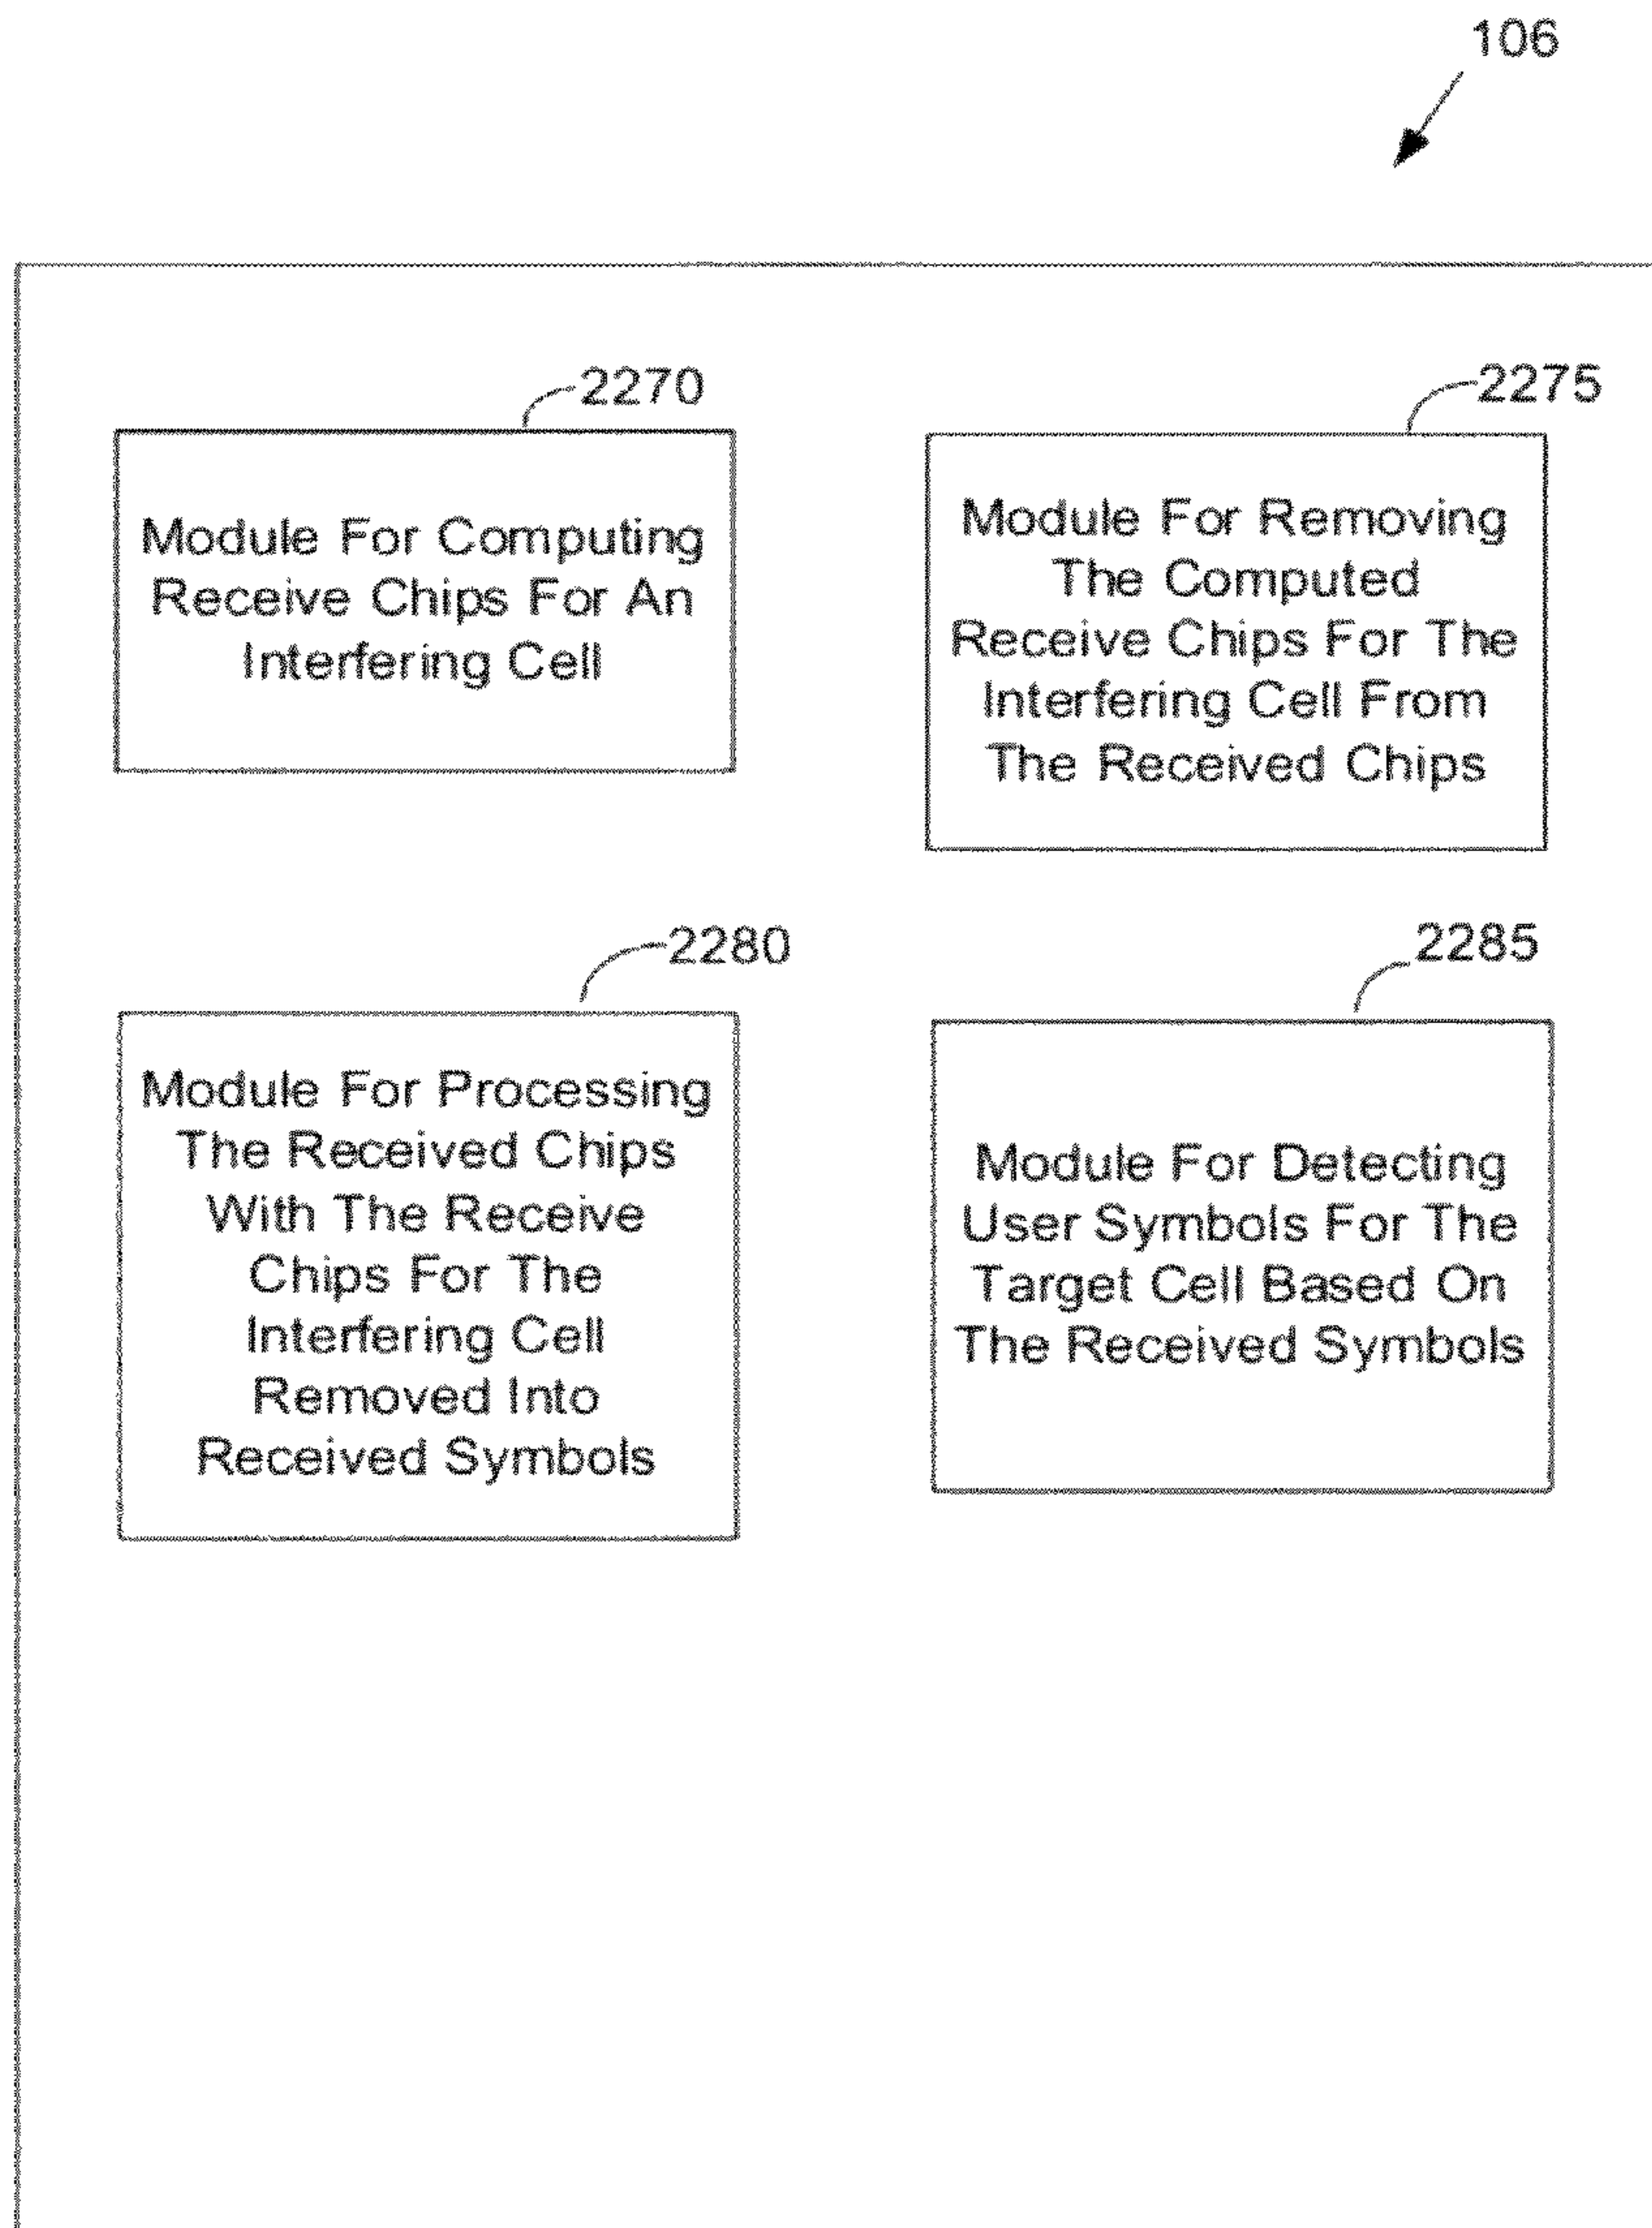 106
2270
Module For Computing
Receive Chips For An
Interfering Cell
2275
Module For Removing
The Computed
Receive Chips For The
Interfering Cell From
The Received Chips
2280
Module For Processing
The Received Chips
With The Receive
Chips For The
Interfering Cell
Removed Into
Received Symbols
2285
Module For Detecting
User Symbols For The
Target Cell Based On
The Received Symbols